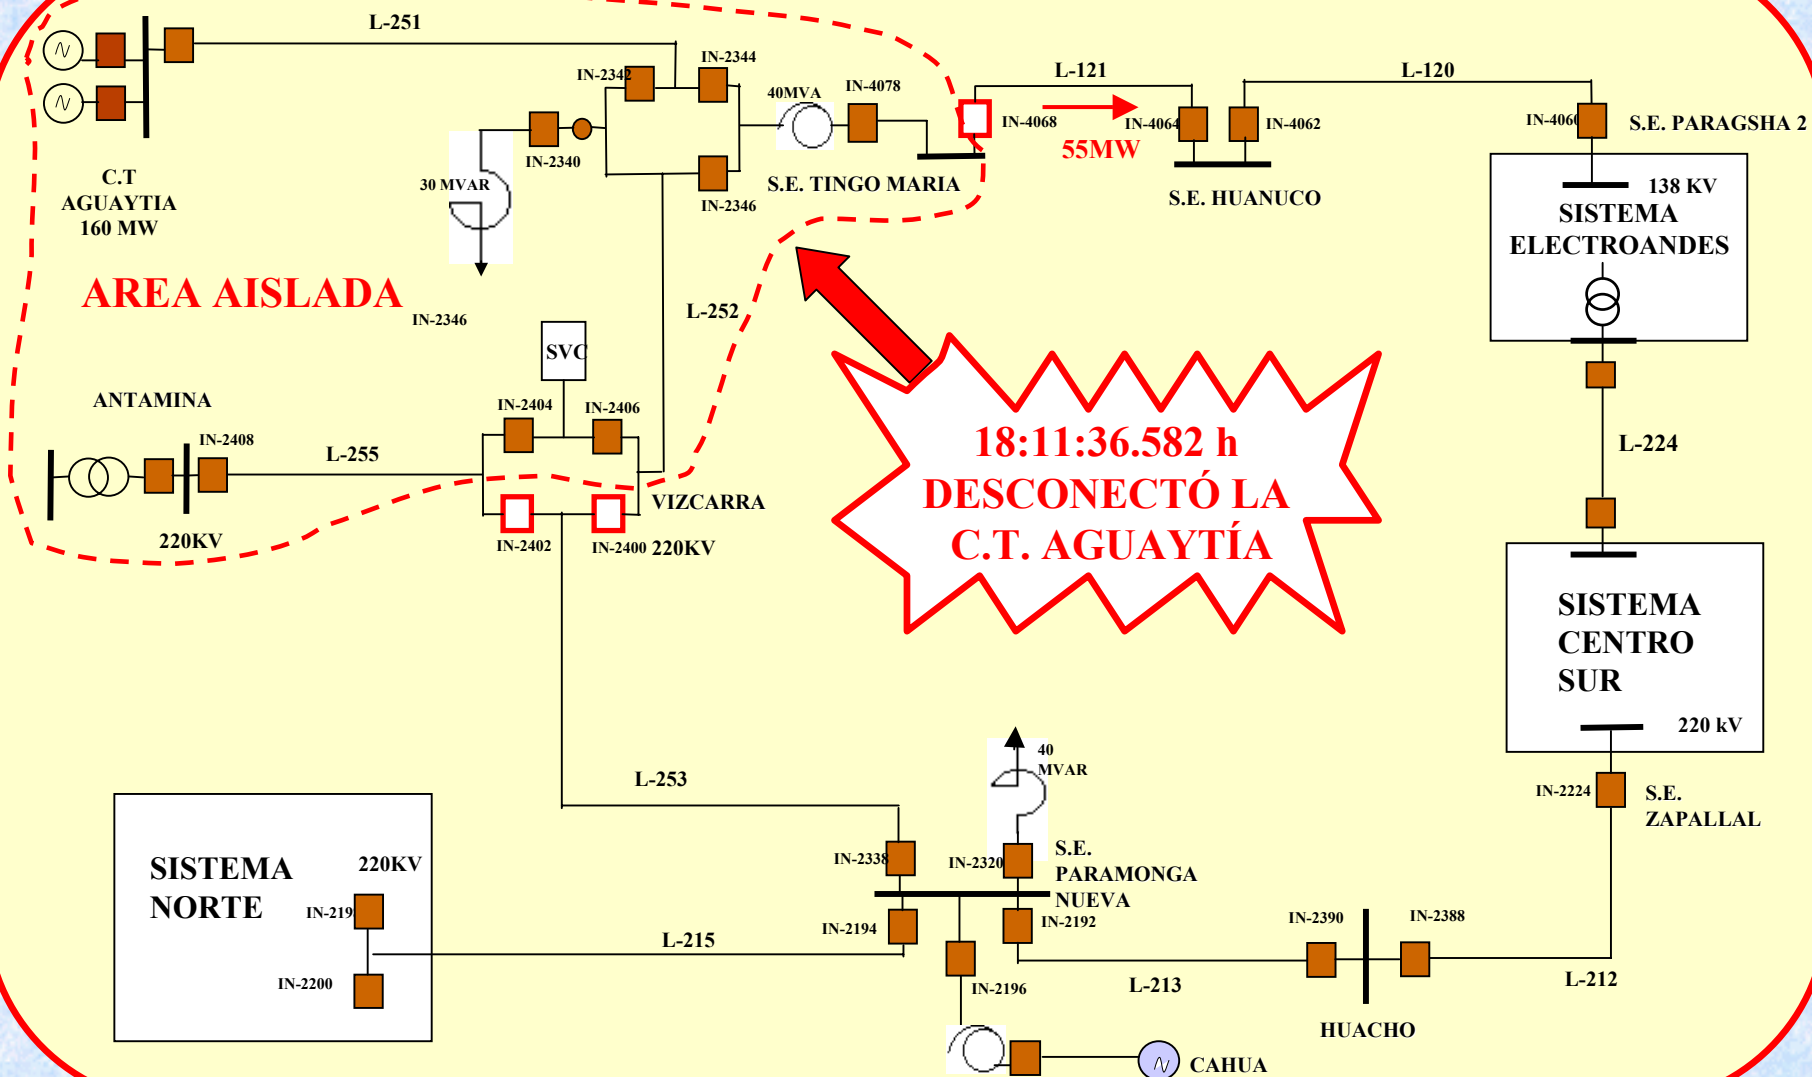 L-251
IN-2344
IN-2342
L-121
L-120
40MVA
IN-4078
IN-4068
IN-4064
IN-4062
IN-4060
S.E. PARAGSHA 2
55MW
IN-2340
C.T
AGUAYTIA
160 MW
30 MVAR
S.E. TINGO MARIA
IN-2346
S.E. HUANUCO
138 KV
SISTEMA
ELECTROANDES
AREA AISLADA
IN-2346
L-252
SVC
ANTAMINA
IN-2404
IN-2406
IN-2408
L-255
18:11:36.582 h
DESCONECTÓ LA
C.T. AGUAYTÍA
L-224
VIZCARRA
220KV
IN-2402
IN-2400
220KV
SISTEMA
CENTRO
SUR
220 kV
L-253
40
MVAR
IN-2224
S.E.
ZAPALLAL
SISTEMA
NORTE
220KV
IN-219
IN-2200
IN-2338
IN-2320
S.E.
PARAMONGA
NUEVA
IN-2194
IN-2192
L-215
IN-2390
IN-2388
IN-2196
L-213
L-212
HUACHO
CAHUA